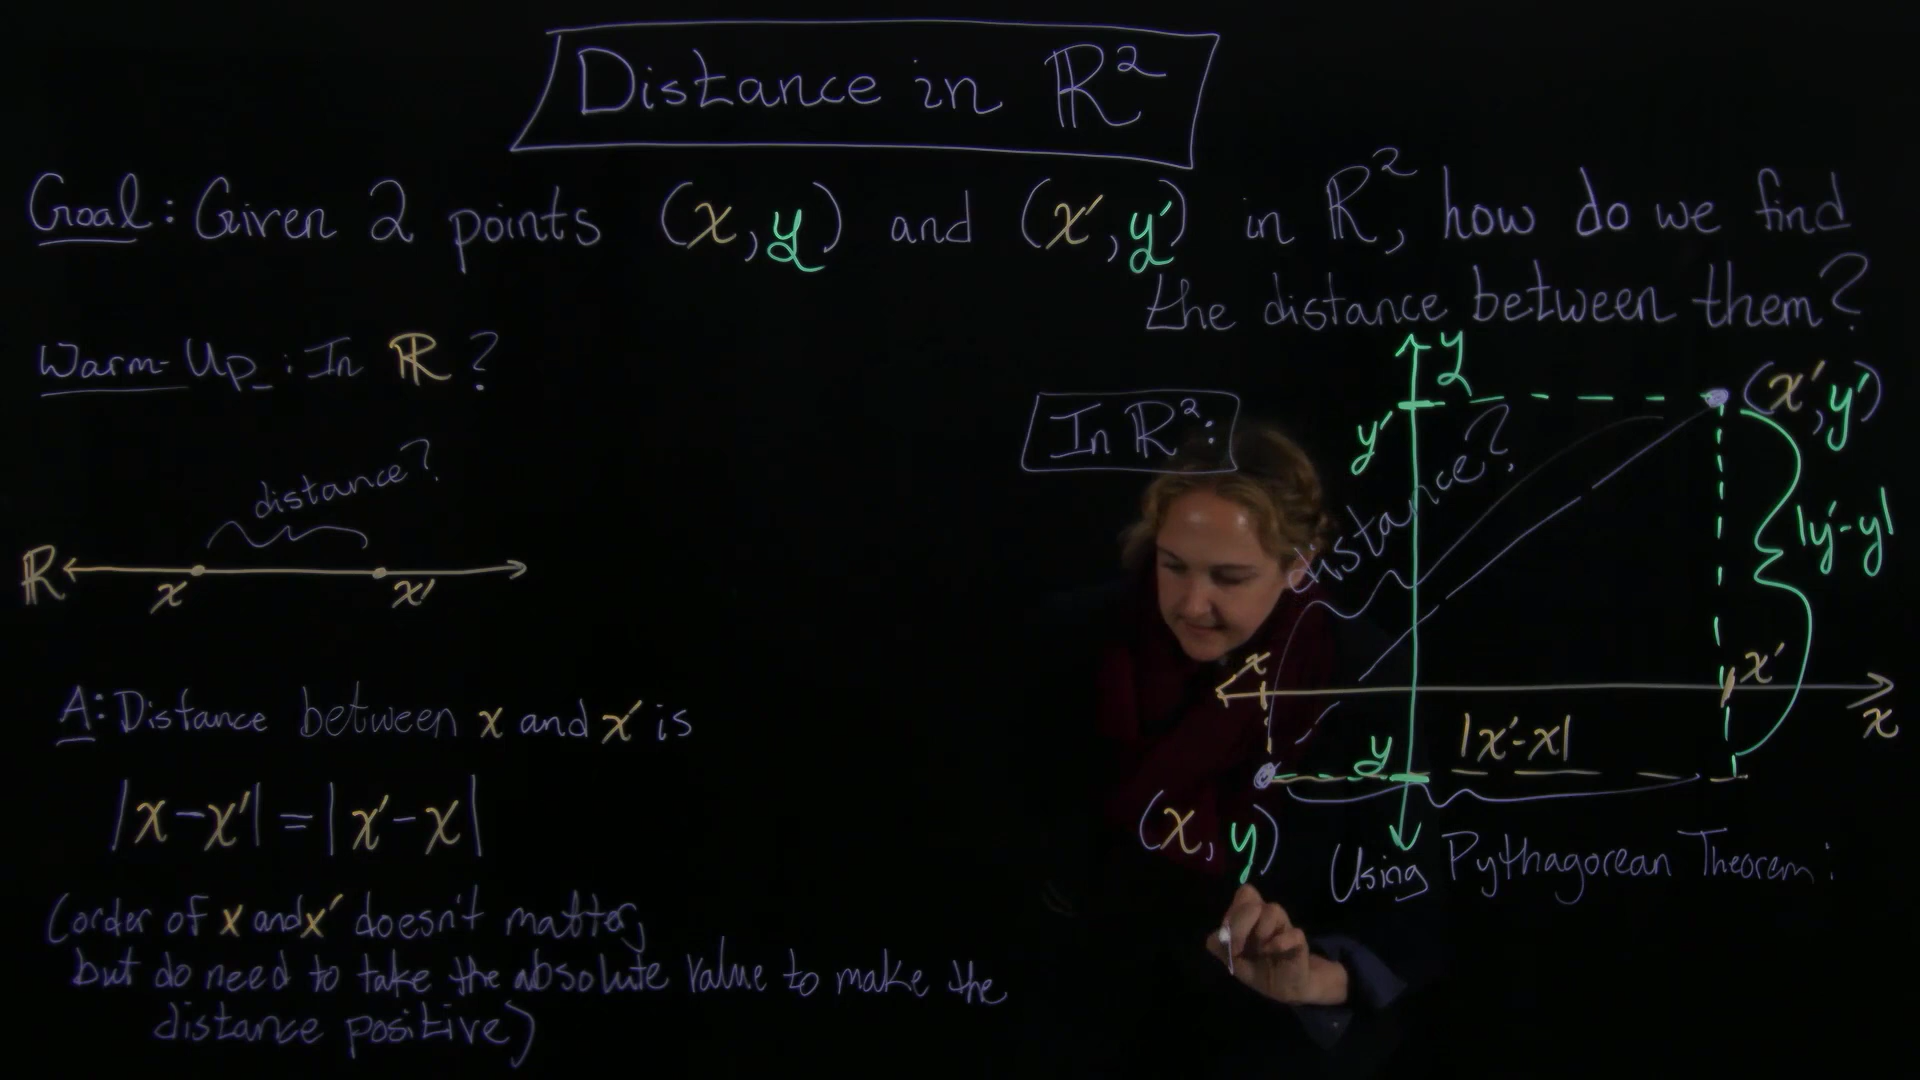 Distance in ℝ²
Goal: Given 2 points (x, y) and (x′, y′) in ℝ², how do we find
the distance between them?
Warm-Up: In ℝ?
distance?
ℝ
x
x′
A: Distance between x and x′ is
|x-x′| = |x′-x|
(order of x and x′ doesn't matter,
but do need to take the absolute value to make the
distance positive)
In ℝ²:
y
y′
(x′, y′)
distance?
|y′-y|
x
x′
x
y
|x′-x|
(x, y)
Using Pythagorean Theorem: